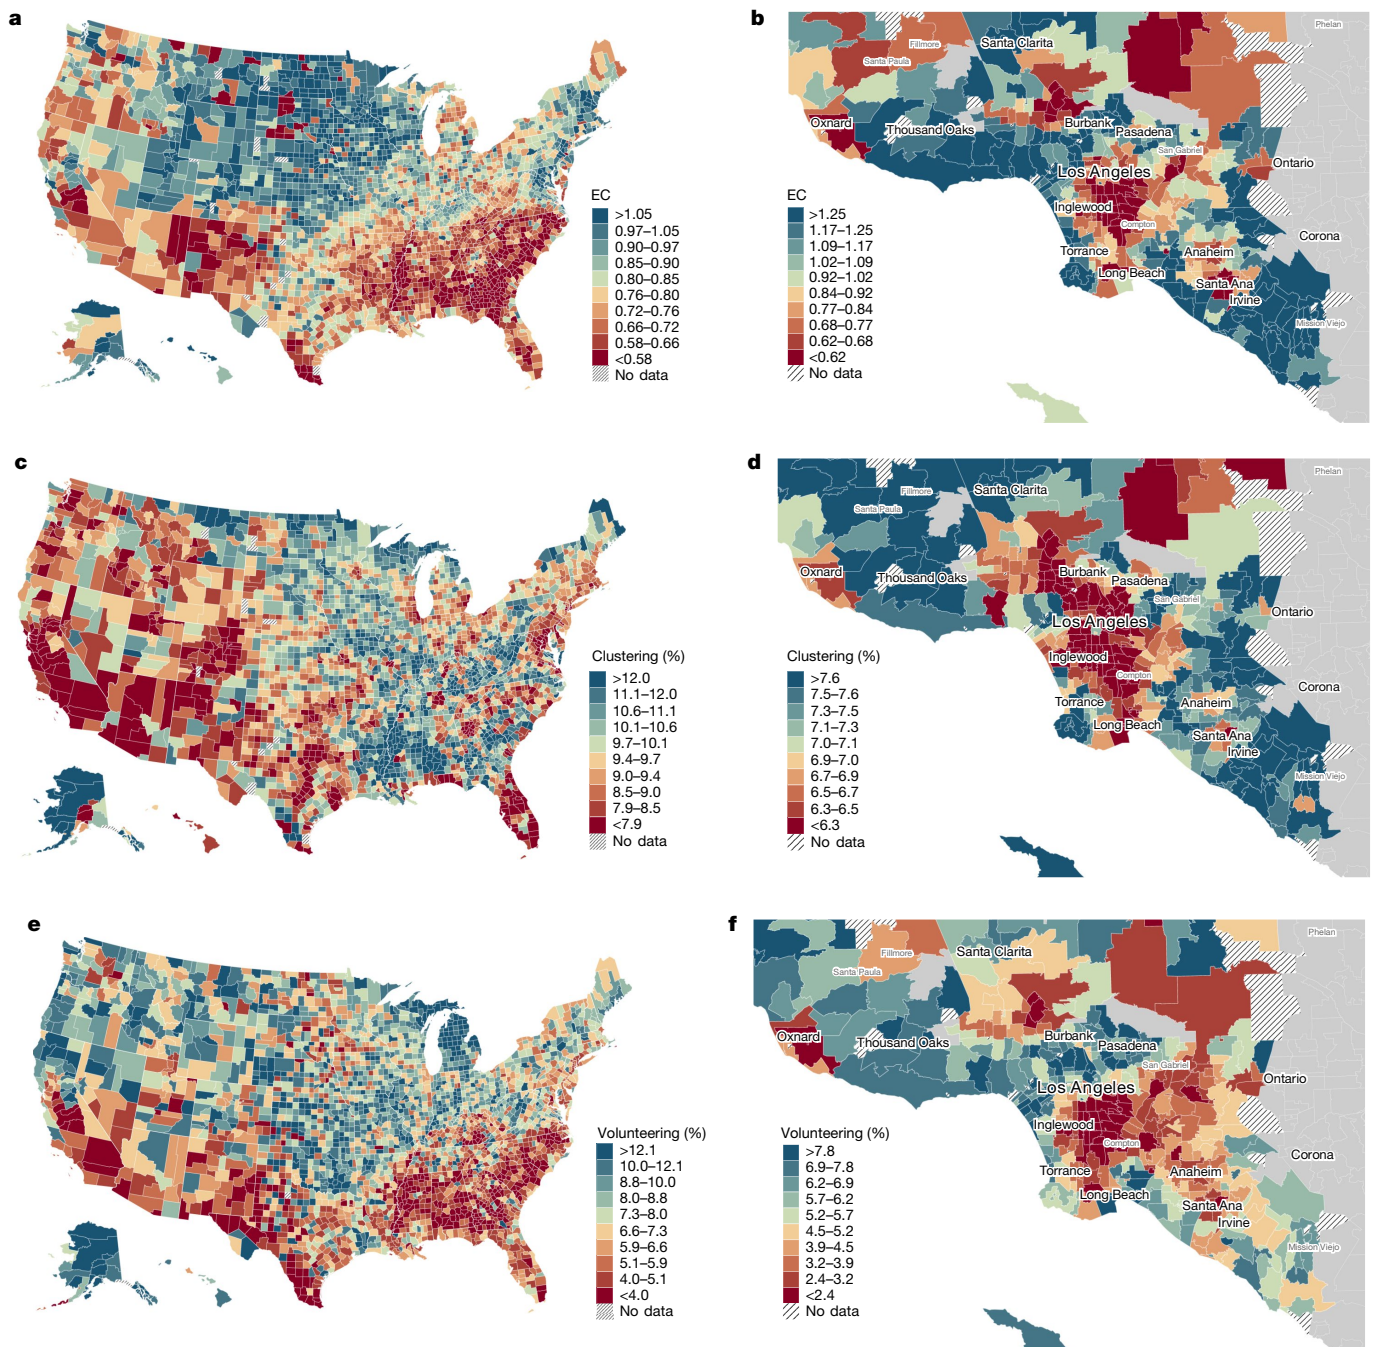 a
EC
>1.05
0.97–1.05
0.90–0.97
0.85–0.90
0.80–0.85
0.76–0.80
0.72–0.76
0.66–0.72
0.58–0.66
<0.58
No data
b
Phelan
Fillmore
Santa Clarita
Santa Paula
Oxnard
Thousand Oaks
Burbank
Pasadena
San Gabriel
Los Angeles
Ontario
Inglewood
Compton
Corona
Torrance
Anaheim
Long Beach
Santa Ana
Irvine
Mission Viejo
EC
>1.25
1.17–1.25
1.09–1.17
1.02–1.09
0.92–1.02
0.84–0.92
0.77–0.84
0.68–0.77
0.62–0.68
<0.62
No data
c
Clustering (%)
>12.0
11.1–12.0
10.6–11.1
10.1–10.6
9.7–10.1
9.4–9.7
9.0–9.4
8.5–9.0
7.9–8.5
<7.9
No data
d
Phelan
Fillmore
Santa Clarita
Santa Paula
Oxnard
Thousand Oaks
Burbank
Pasadena
San Gabriel
Los Angeles
Ontario
Inglewood
Compton
Corona
Torrance
Anaheim
Long Beach
Santa Ana
Irvine
Mission Viejo
Clustering (%)
>7.6
7.5–7.6
7.3–7.5
7.1–7.3
7.0–7.1
6.9–7.0
6.7–6.9
6.5–6.7
6.3–6.5
<6.3
No data
e
Volunteering (%)
>12.1
10.0–12.1
8.8–10.0
8.0–8.8
7.3–8.0
6.6–7.3
5.9–6.6
5.1–5.9
4.0–5.1
<4.0
No data
f
Phelan
Fillmore
Santa Clarita
Santa Paula
Oxnard
Thousand Oaks
Burbank
Pasadena
San Gabriel
Los Angeles
Ontario
Inglewood
Compton
Corona
Torrance
Anaheim
Long Beach
Santa Ana
Irvine
Mission Viejo
Volunteering (%)
>7.8
6.9–7.8
6.2–6.9
5.7–6.2
5.2–5.7
4.5–5.2
3.9–4.5
3.2–3.9
2.4–3.2
<2.4
No data